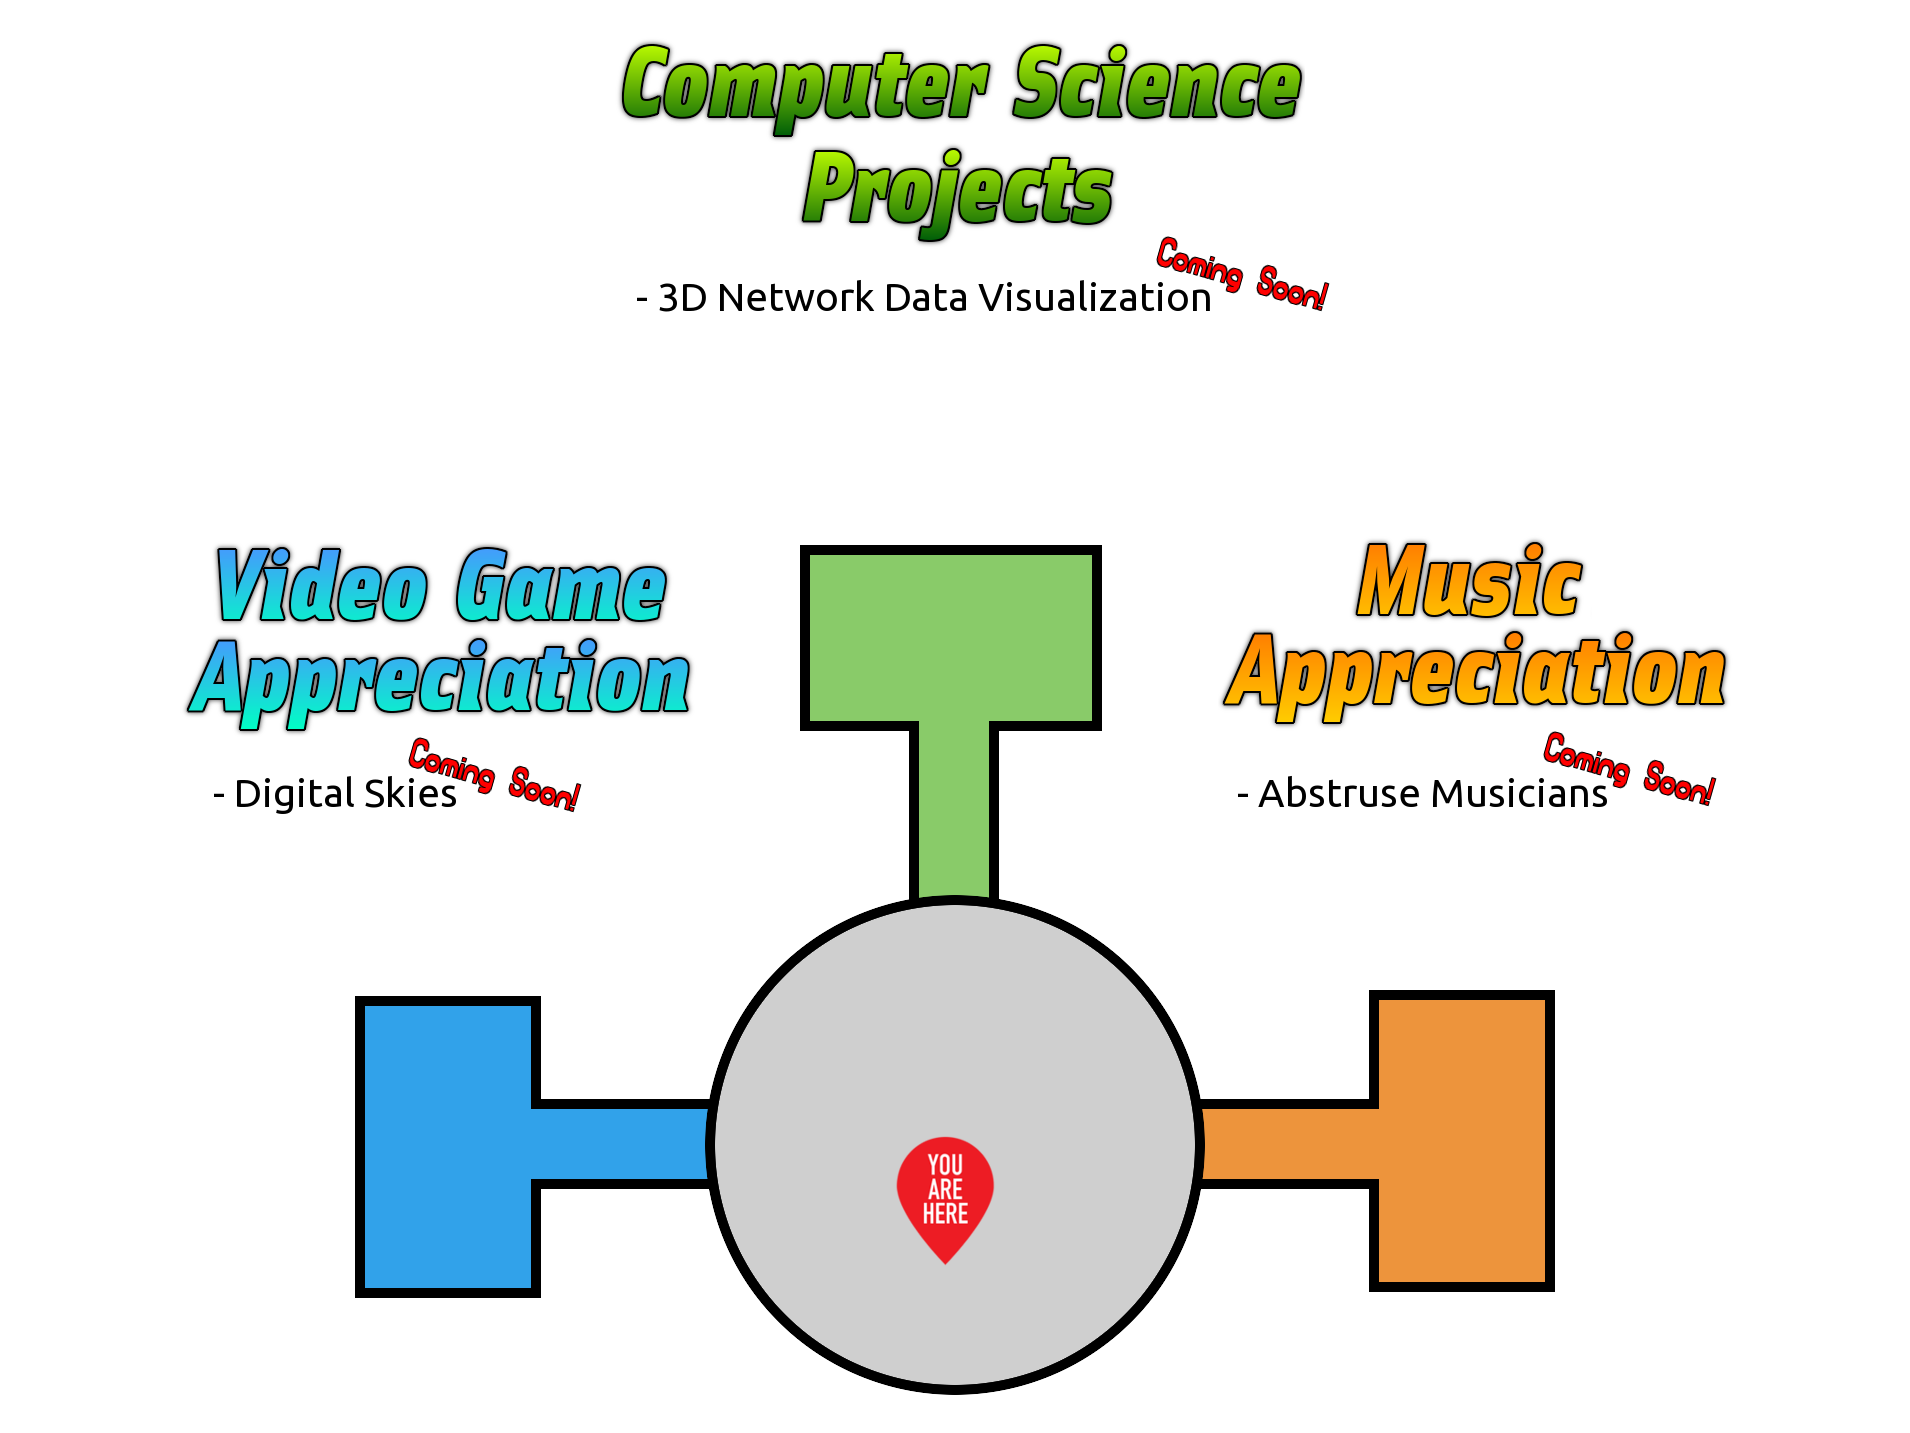 Computer Science
Projects
Coming Soon!
- 3D Network Data Visualization
Video Game
Appreciation
Coming Soon!
- Digital Skies
Music
Appreciation
Coming Soon!
- Abstruse Musicians
YOU
ARE
HERE